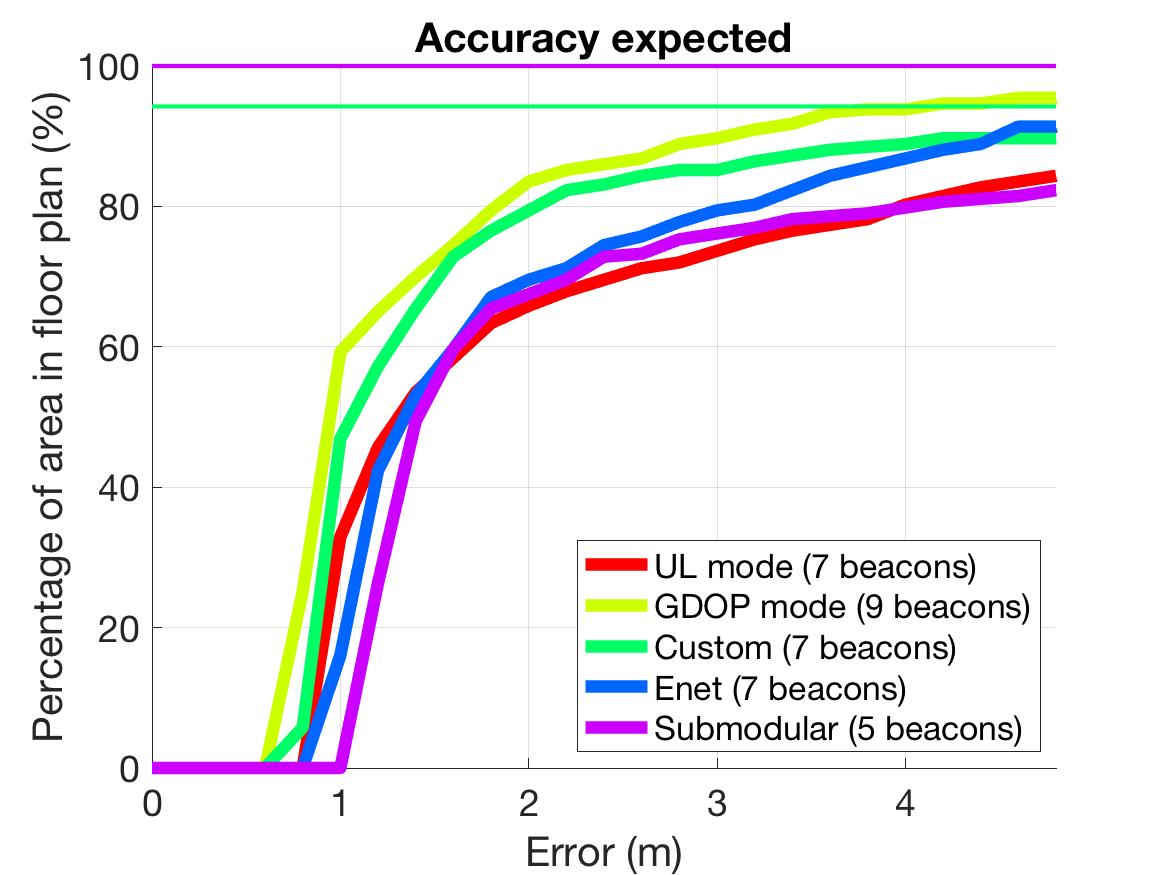 Accuracy expected
Percentage of area in floor plan (%)
100
80
60
40
20
0
UL mode (7 beacons)
GDOP mode (9 beacons)
Custom (7 beacons)
Enet (7 beacons)
Submodular (5 beacons)
0 1 2 3 4
Error (m)